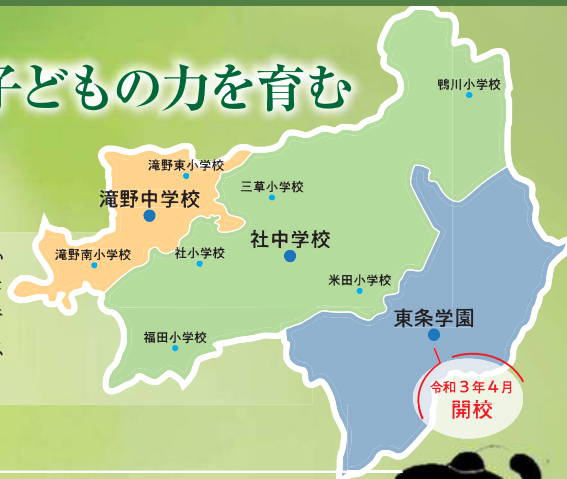 子どもの力を育む
鴨川小学校
滝野東小学校
三草小学校
滝野中学校
社中学校
滝野南小学校
社小学校
米田小学校
東条学園
福田小学校
令和3年4月
開校